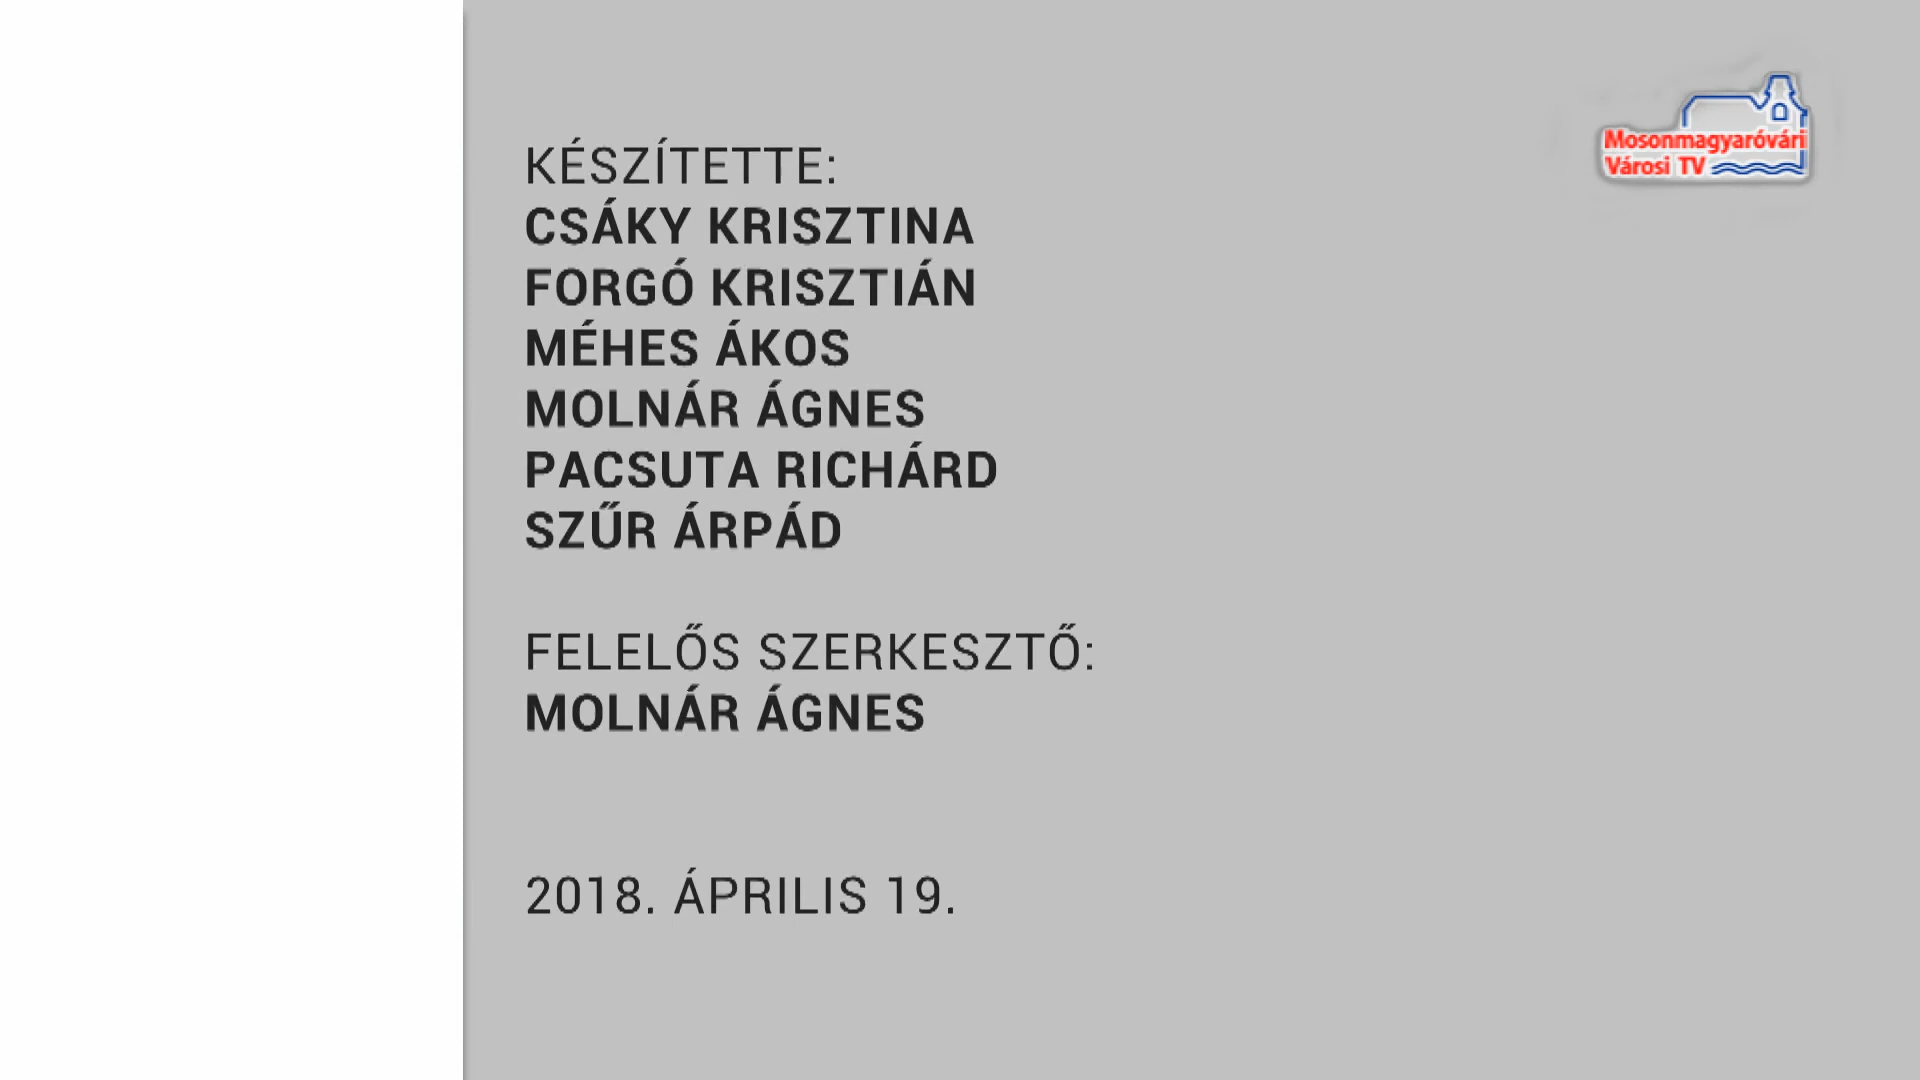 Mosonmagyaróvári
Városi TV
KÉSZÍTETTE:
CSÁKY KRISZTINA
FORGÓ KRISZTIÁN
MÉHES ÁKOS
MOLNÁR ÁGNES
PACSUTA RICHÁRD
SZŰR ÁRPÁD
FELELŐS SZERKESZTŐ:
MOLNÁR ÁGNES
2018. ÁPRILIS 19.